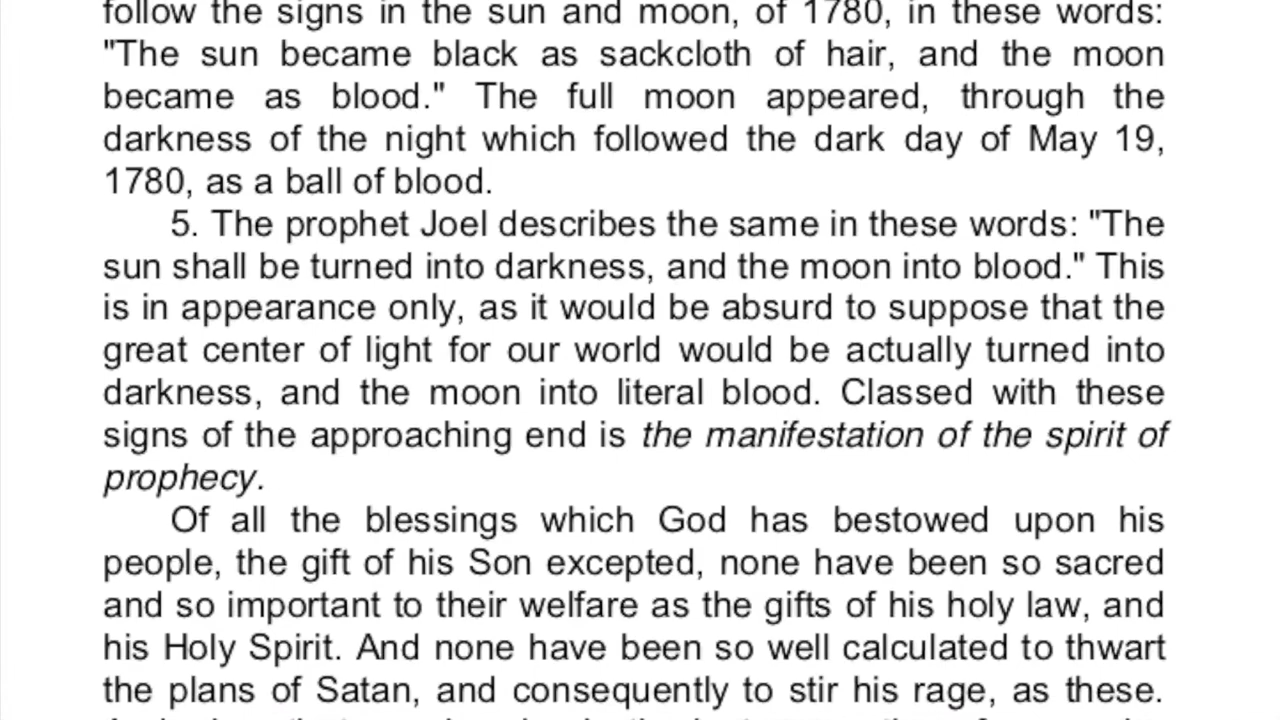 follow the signs in the sun and moon, of 1780, in these words:
"The sun became black as sackcloth of hair, and the moon
became as blood." The full moon appeared, through the
darkness of the night which followed the dark day of May 19,
1780, as a ball of blood.
5. The prophet Joel describes the same in these words: "The
sun shall be turned into darkness, and the moon into blood." This
is in appearance only, as it would be absurd to suppose that the
great center of light for our world would be actually turned into
darkness, and the moon into literal blood. Classed with these
signs of the approaching end is the manifestation of the spirit of
prophecy.
Of all the blessings which God has bestowed upon his
people, the gift of his Son excepted, none have been so sacred
and so important to their welfare as the gifts of his holy law, and
his Holy Spirit. And none have been so well calculated to thwart
the plans of Satan, and consequently to stir his rage, as these.